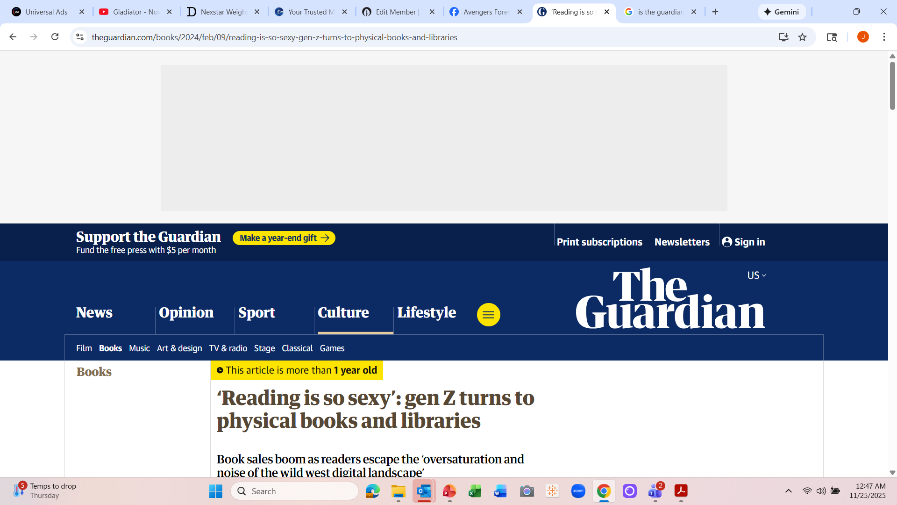 Universal Ads
Gladiator - No
Nexstar Weigh
Your Trusted M
Edit Member |
Avengers Fore
'Reading is so
is the guardian
Gemini
theguardian.com/books/2024/feb/09/reading-is-so-sexy-gen-z-turns-to-physical-books-and-libraries
J
Support the Guardian
Fund the free press with $5 per month
Make a year-end gift
Print subscriptions
Newsletters
Sign in
US
The Guardian
News
Opinion
Sport
Culture
Lifestyle
Film Books Music Art & design TV & radio Stage Classical Games
Books
This article is more than 1 year old
‘Reading is so sexy’: gen Z turns to
physical books and libraries
Book sales boom as readers escape the ‘oversaturation and
noise of the wild west digital landscape’
5
Temps to drop
Thursday
Search
zoom
2
12:47 AM
11/25/2025